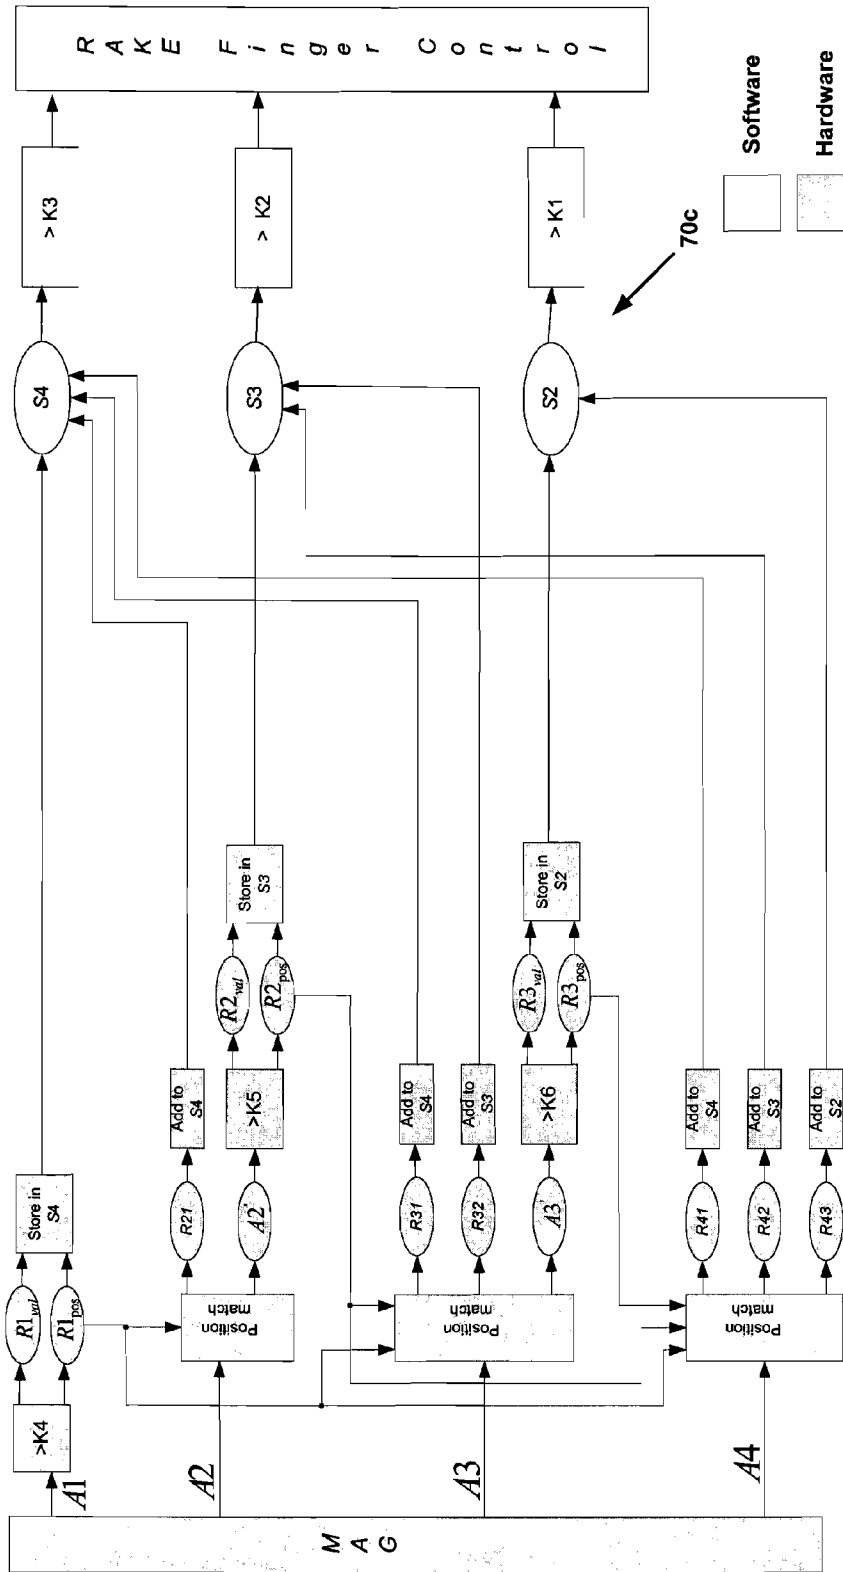 RAKE Finger Control
> K3
> K2
> K1
S4
S3
S2
70c
Software
Hardware
Store in S3
Store in S2
R2val
R2pos
R3val
R3pos
Add to S4
>K5
Add to S4
Add to S3
>K6
Add to S4
Add to S3
Add to S2
Store in S4
R21
A2
R31
R32
A3
R41
R42
R43
R1val
R1pos
Position match
Position match
Position match
>K4
A1
A2
A3
A4
MAG